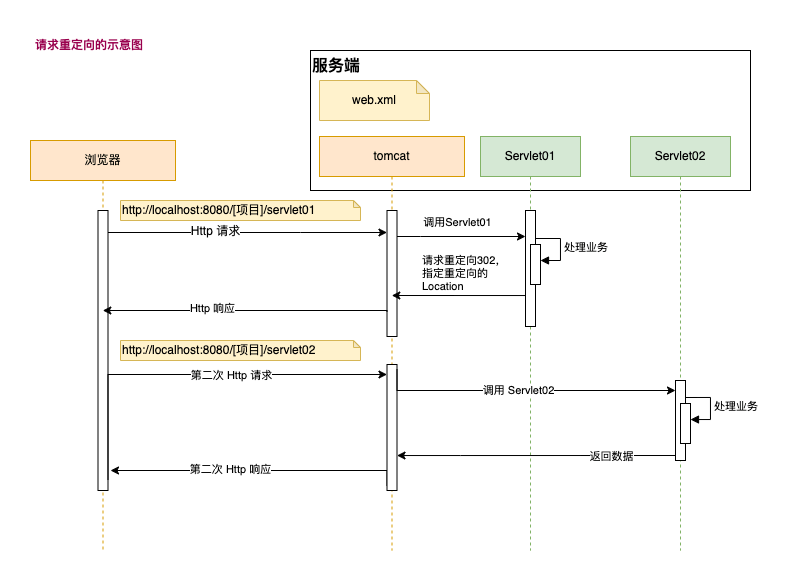 请求重定向的示意图
服务端
web.xml
浏览器
tomcat
Servlet01
Servlet02
http://localhost:8080/[项目]/servlet01
Http 请求
调用Servlet01
处理业务
请求重定向302，
指定重定向的
Location
Http 响应
http://localhost:8080/[项目]/servlet02
第二次 Http 请求
调用 Servlet02
处理业务
返回数据
第二次 Http 响应